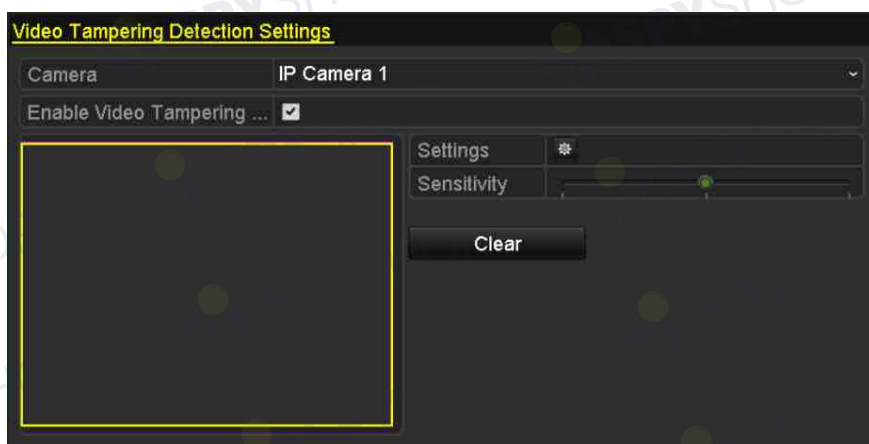 Video Tampering Detection Settings
Camera IP Camera 1
Enable Video Tampering ...
Settings
Sensitivity
Clear